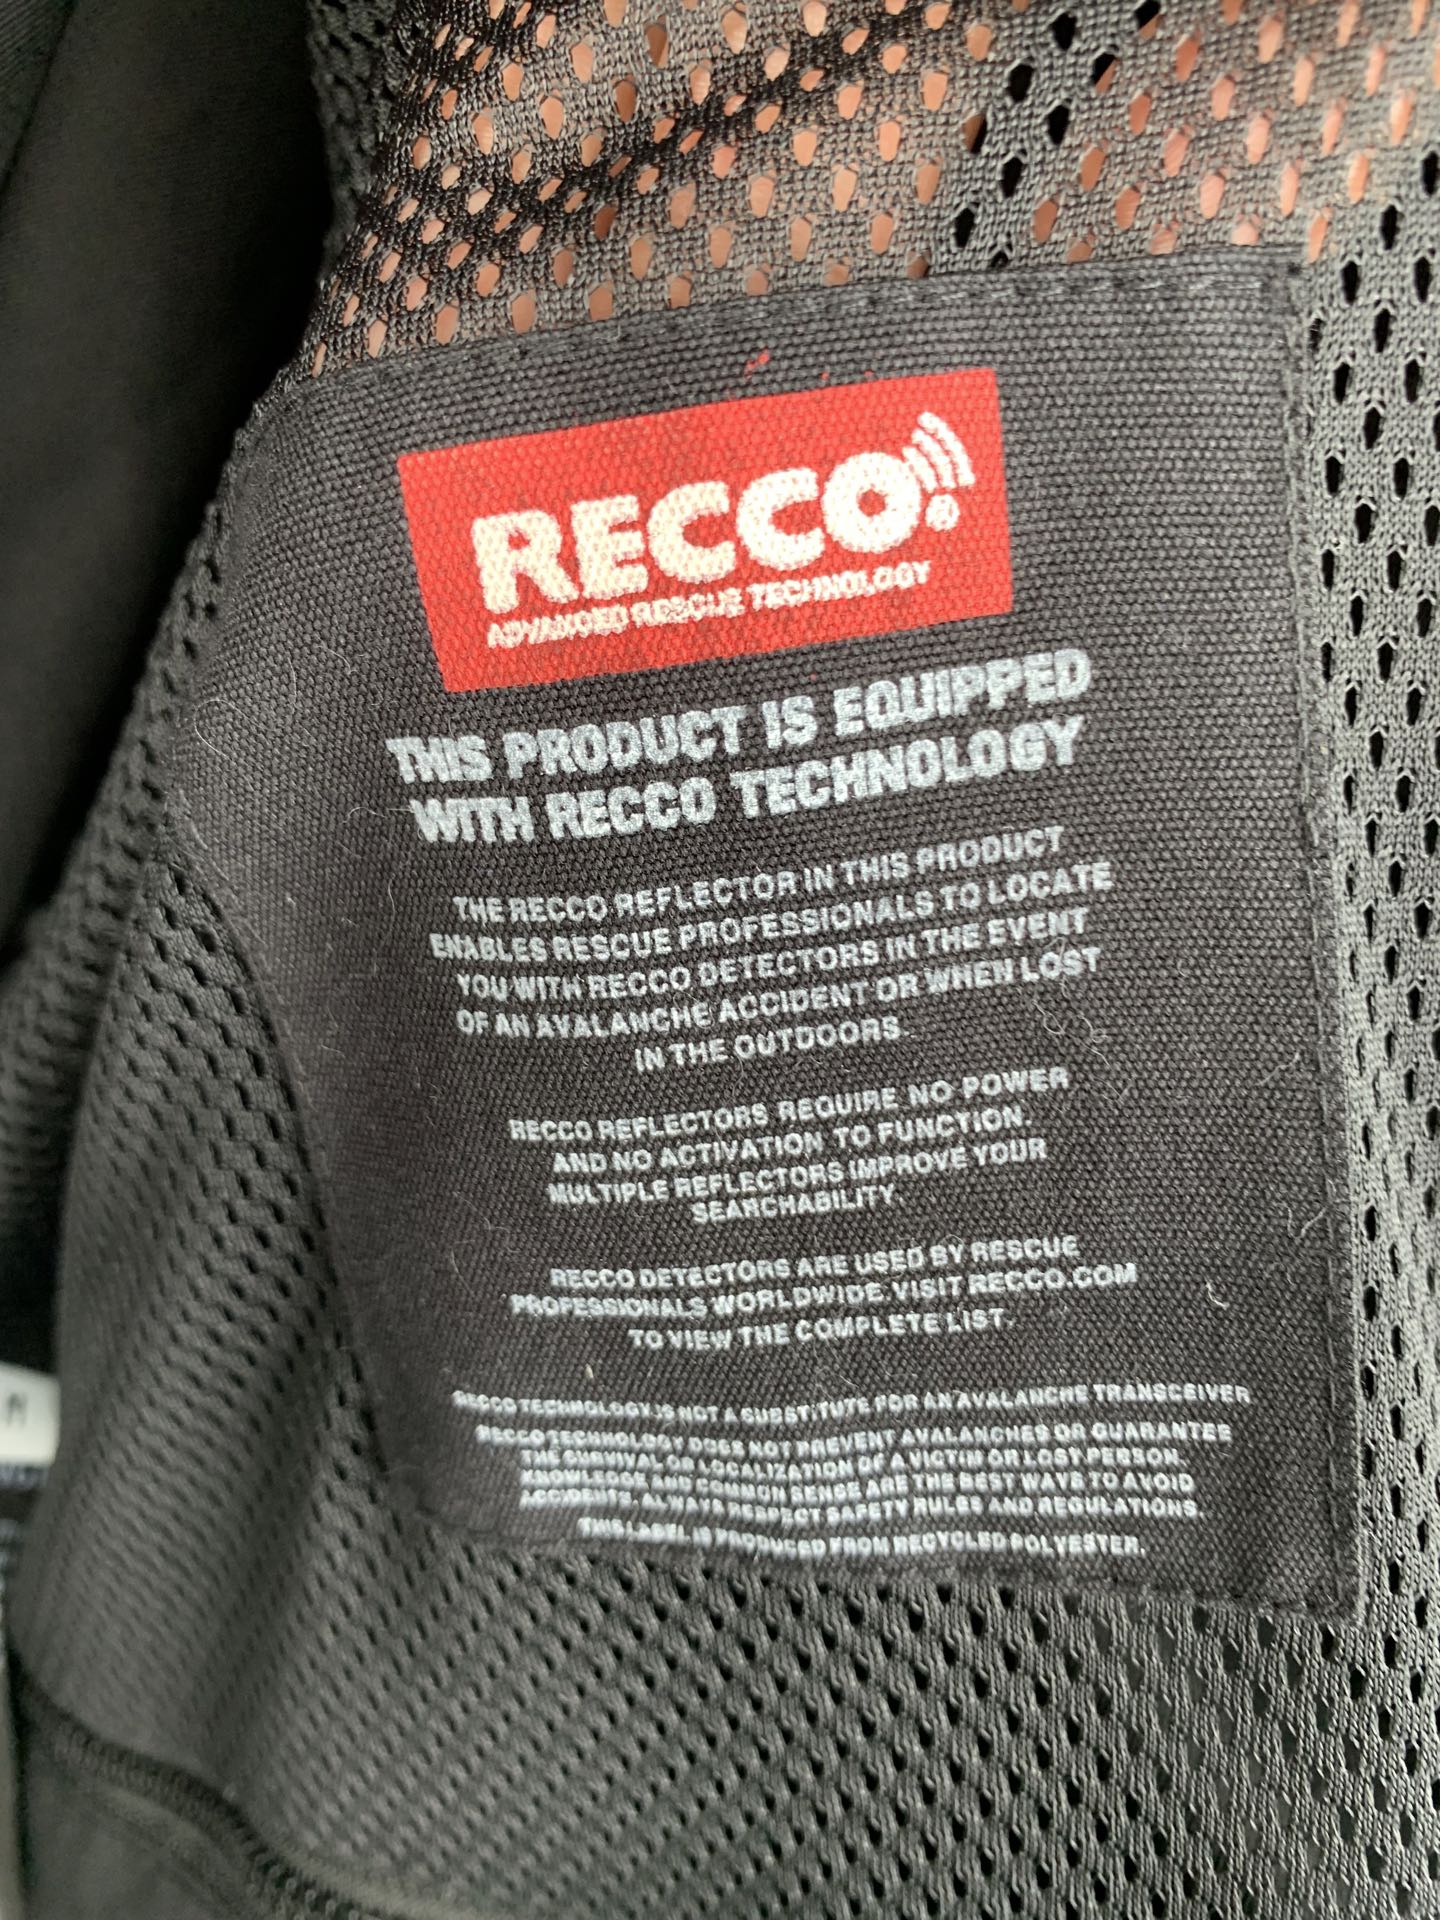 RECCO®
ADVANCED RESCUE TECHNOLOGY
THIS PRODUCT IS EQUIPPED
WITH RECCO TECHNOLOGY
THE RECCO REFLECTOR IN THIS PRODUCT
ENABLES RESCUE PROFESSIONALS TO LOCATE
YOU WITH RECCO DETECTORS IN THE EVENT
OF AN AVALANCHE ACCIDENT OR WHEN LOST
IN THE OUTDOORS.
RECCO REFLECTORS REQUIRE NO POWER
AND NO ACTIVATION TO FUNCTION.
MULTIPLE REFLECTORS IMPROVE YOUR
SEARCHABILITY.
RECCO DETECTORS ARE USED BY RESCUE
PROFESSIONALS WORLDWIDE. VISIT RECCO.COM
TO VIEW THE COMPLETE LIST.
RECCO TECHNOLOGY IS NOT A SUBSTITUTE FOR AN AVALANCHE TRANSCEIVER
RECCO TECHNOLOGY DOES NOT PREVENT AVALANCHES OR GUARANTEE
THE SURVIVAL OR LOCALIZATION OF A VICTIM OR LOST PERSON.
KNOWLEDGE AND COMMON SENSE ARE THE BEST WAYS TO AVOID
ACCIDENTS. ALWAYS RESPECT SAFETY RULES AND REGULATIONS.
THIS LABEL IS PRODUCED FROM RECYCLED POLYESTER.